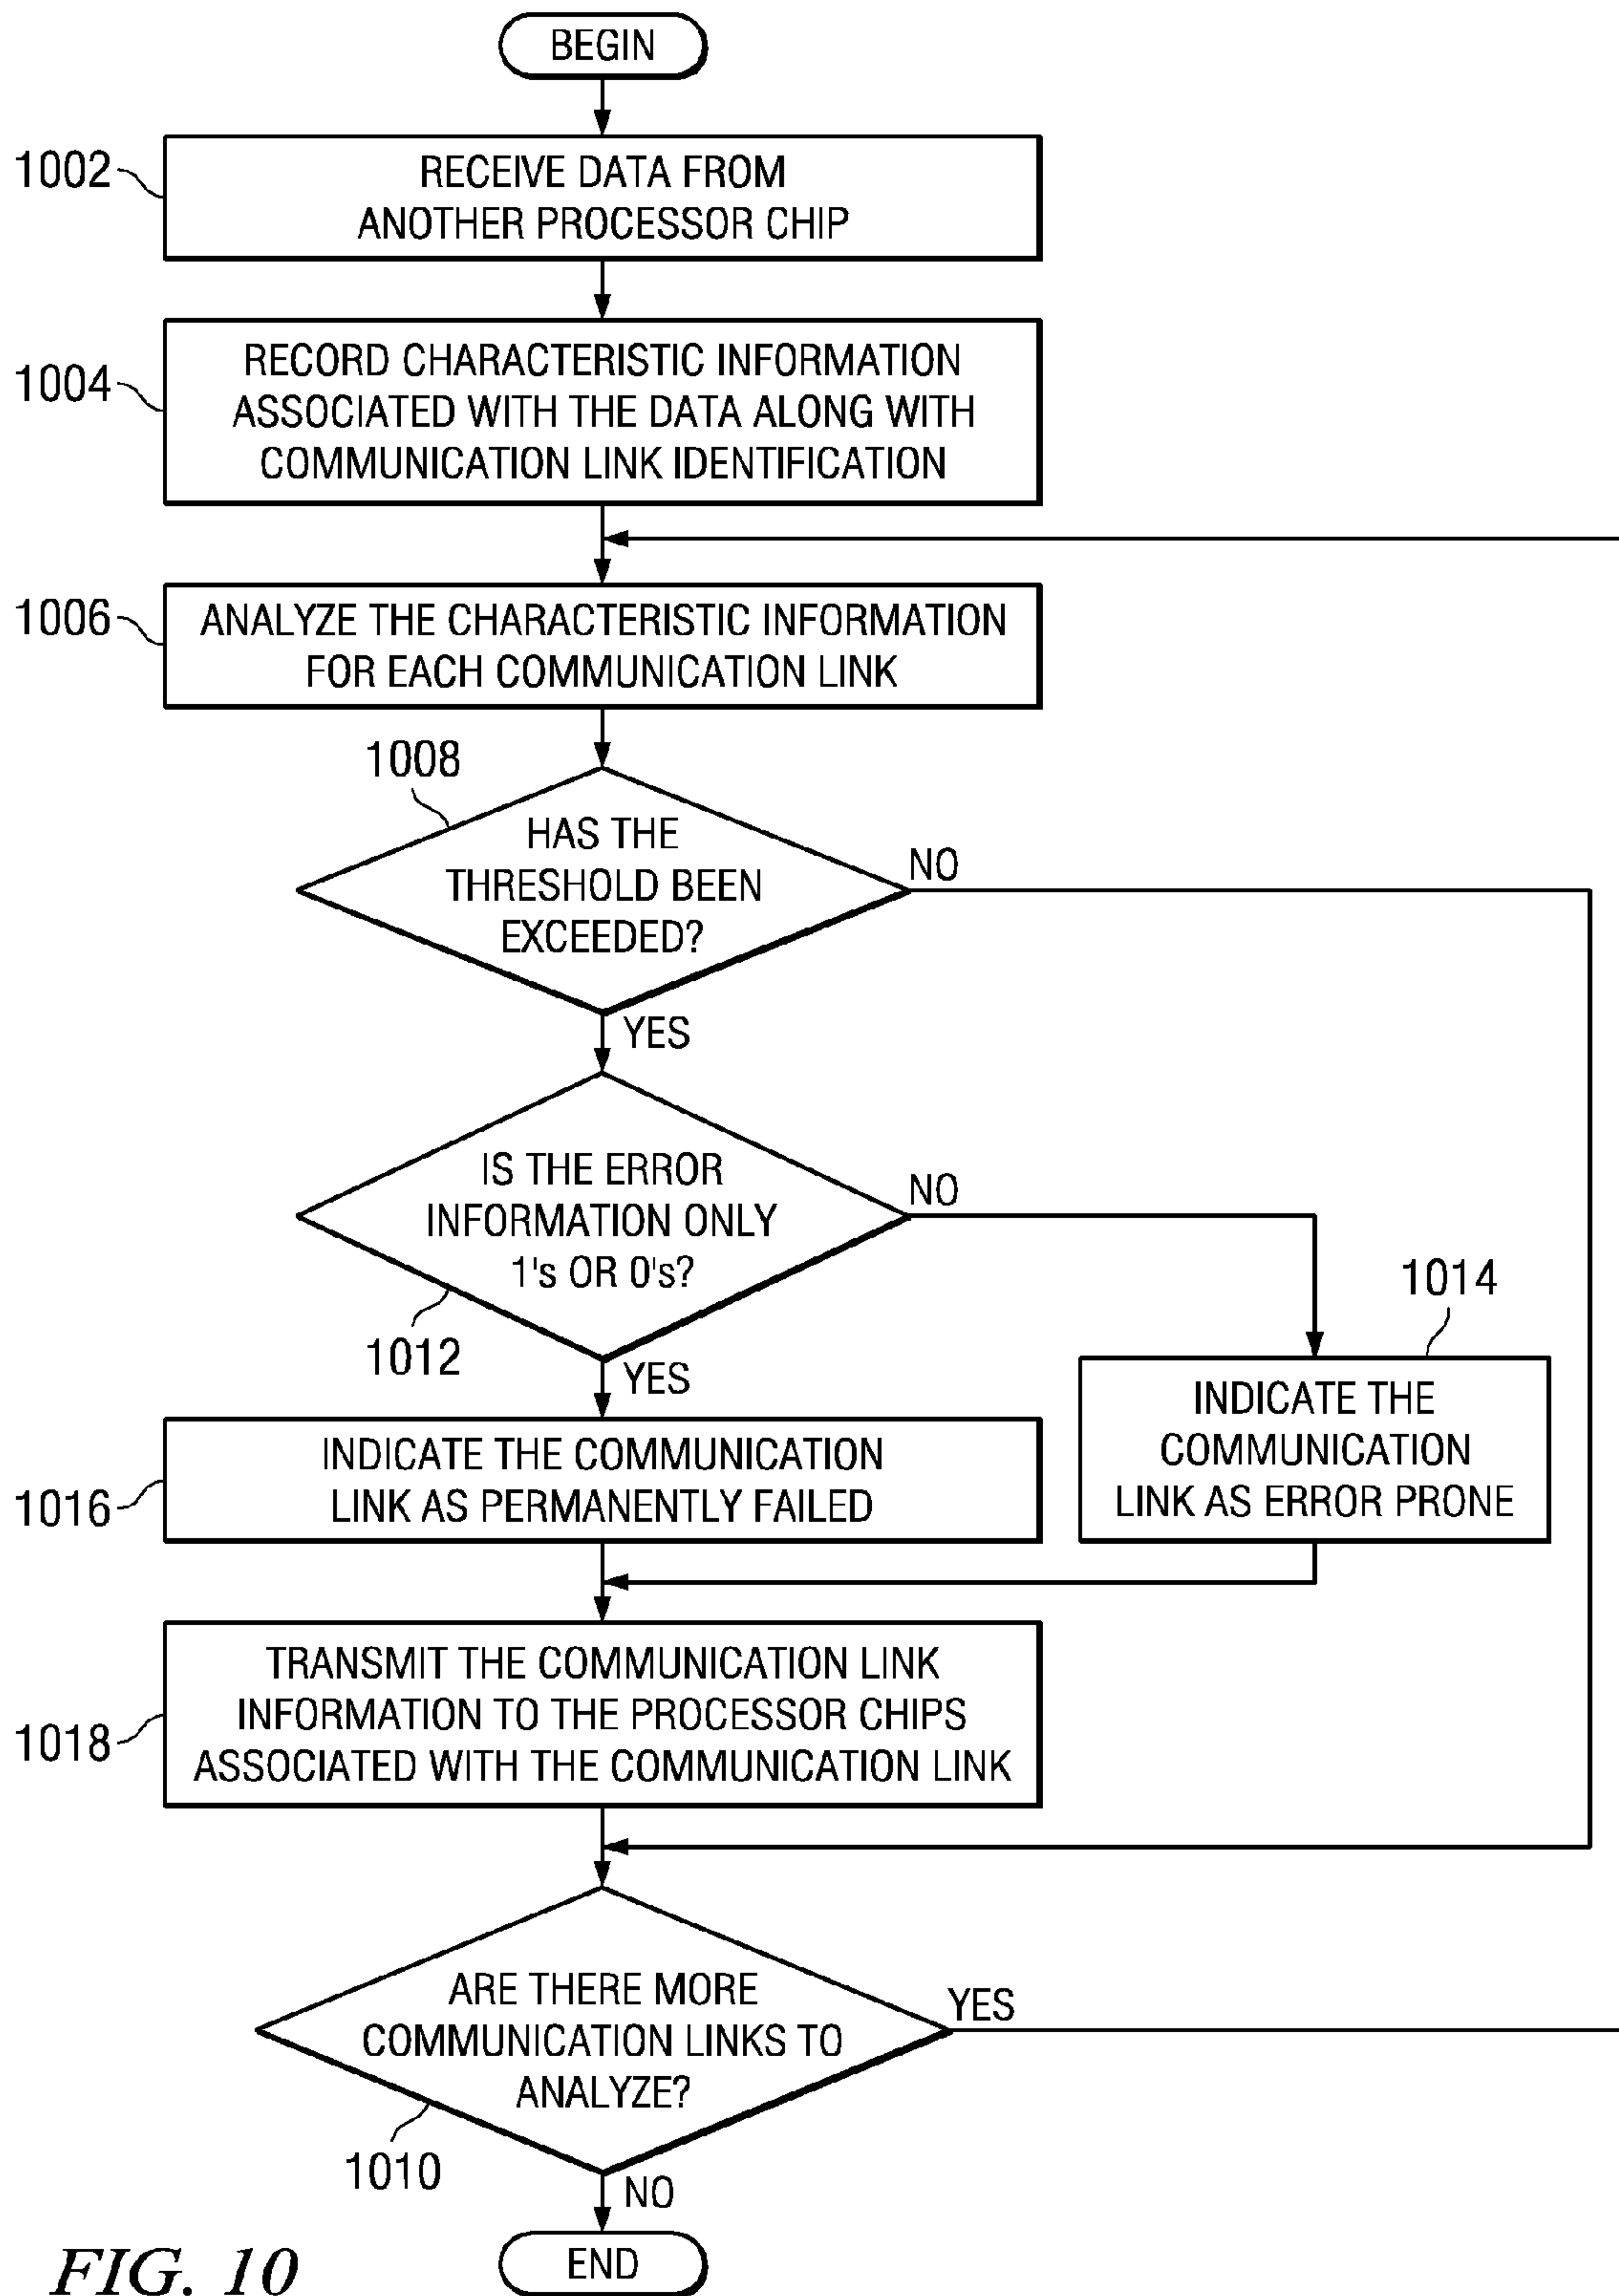 BEGIN
1002
RECEIVE DATA FROM
ANOTHER PROCESSOR CHIP
1004
RECORD CHARACTERISTIC INFORMATION
ASSOCIATED WITH THE DATA ALONG WITH
COMMUNICATION LINK IDENTIFICATION
1006
ANALYZE THE CHARACTERISTIC INFORMATION
FOR EACH COMMUNICATION LINK
1008
HAS THE
THRESHOLD BEEN
EXCEEDED?
NO
YES
IS THE ERROR
INFORMATION ONLY
1's OR 0's?
NO
1012
YES
1014
INDICATE THE
COMMUNICATION
LINK AS ERROR PRONE
1016
INDICATE THE COMMUNICATION
LINK AS PERMANENTLY FAILED
1018
TRANSMIT THE COMMUNICATION LINK
INFORMATION TO THE PROCESSOR CHIPS
ASSOCIATED WITH THE COMMUNICATION LINK
ARE THERE MORE
COMMUNICATION LINKS TO
ANALYZE?
YES
1010
NO
END
FIG. 10